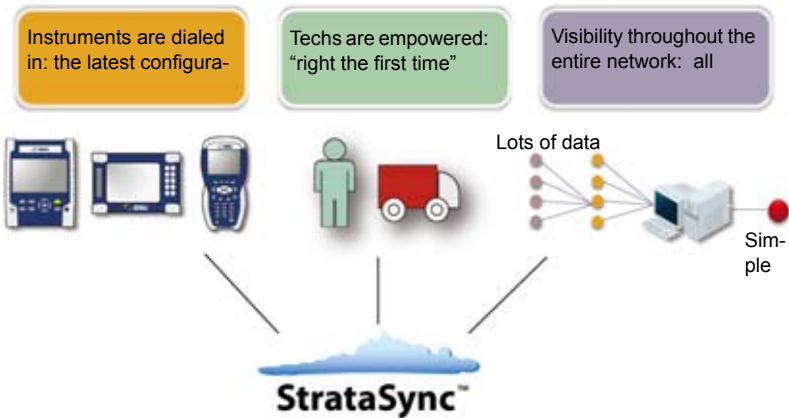 Instruments are dialed
in: the latest configura-
Techs are empowered:
“right the first time”
Visibility throughout the
entire network: all
Lots of data
Sim-
ple
StrataSync™